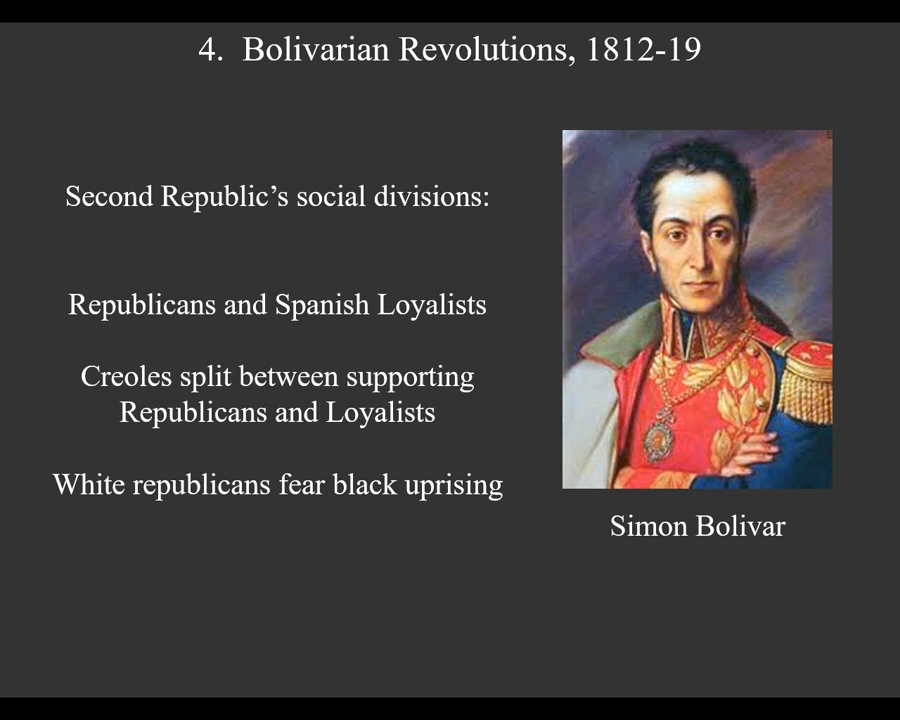 4. Bolivarian Revolutions, 1812-19
Second Republic’s social divisions:
Republicans and Spanish Loyalists
Creoles split between supporting
Republicans and Loyalists
White republicans fear black uprising
Simon Bolivar